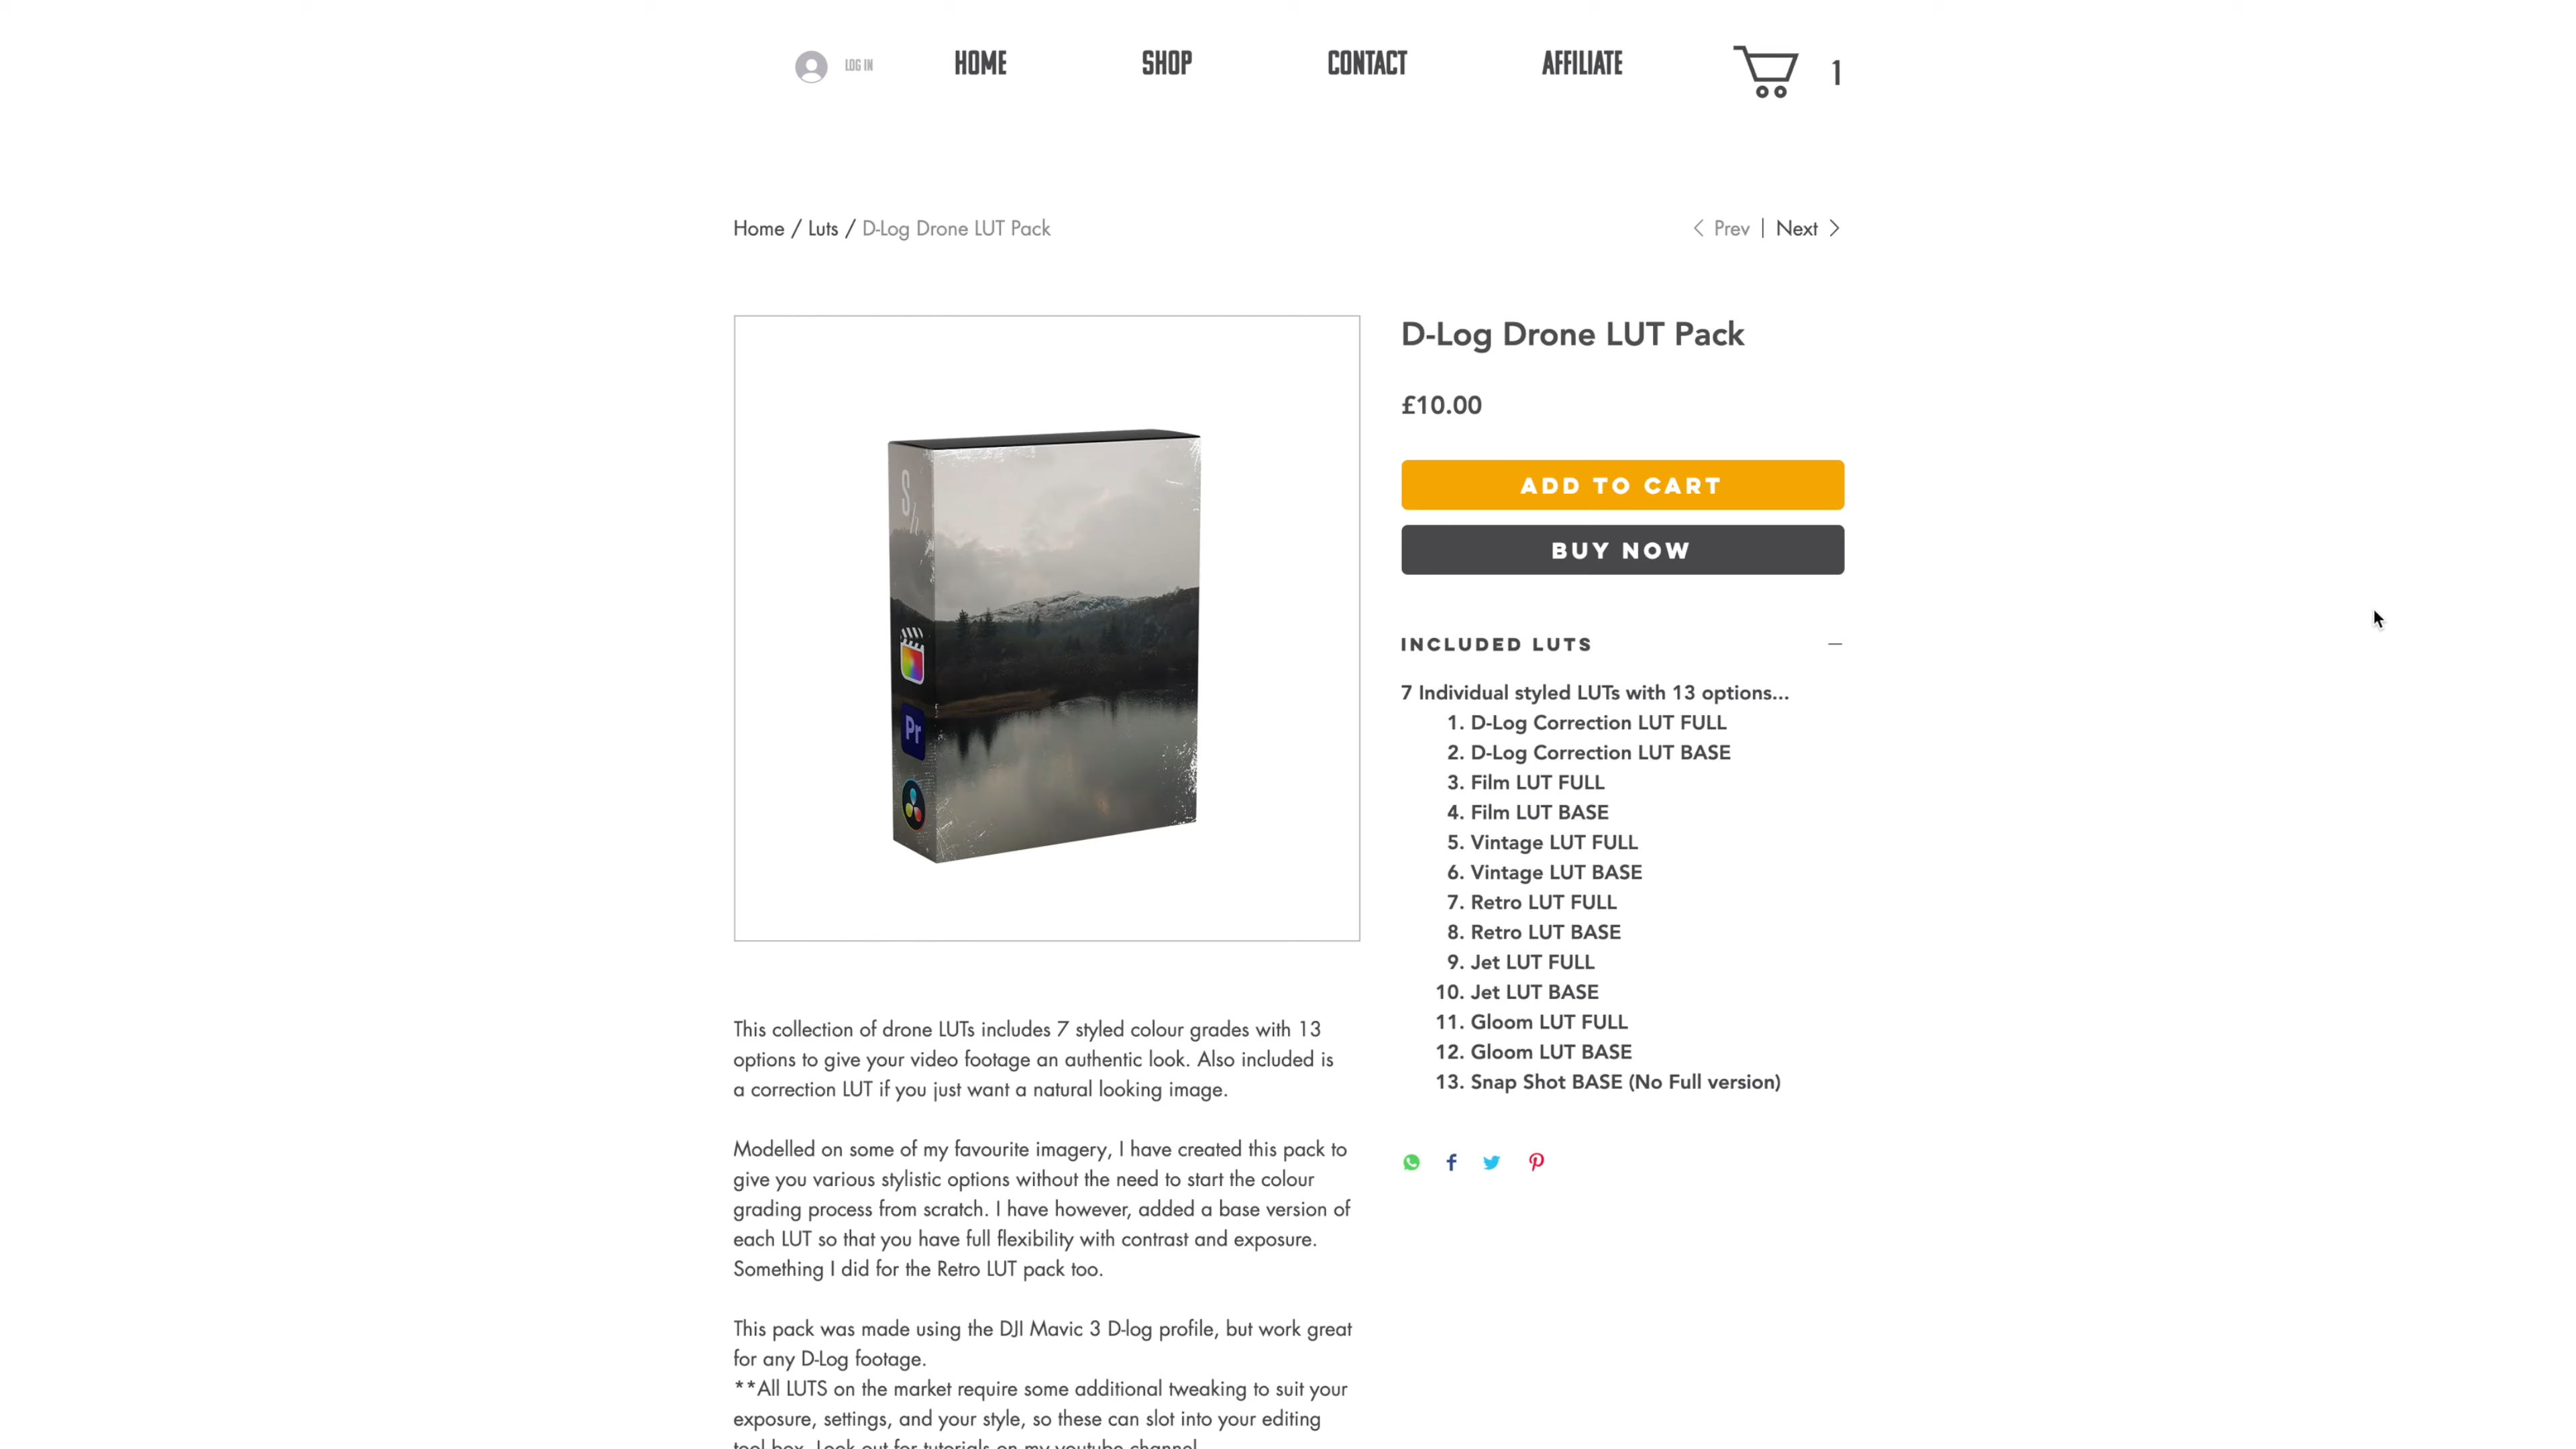 LOG IN
HOME
SHOP
CONTACT
AFFILIATE
1
Home / Luts / D-Log Drone LUT Pack
Prev | Next
D-Log Drone LUT Pack
£10.00
ADD TO CART
BUY NOW
INCLUDED LUTS
7 Individual styled LUTs with 13 options...
1. D-Log Correction LUT FULL
2. D-Log Correction LUT BASE
3. Film LUT FULL
4. Film LUT BASE
5. Vintage LUT FULL
6. Vintage LUT BASE
7. Retro LUT FULL
8. Retro LUT BASE
9. Jet LUT FULL
10. Jet LUT BASE
11. Gloom LUT FULL
12. Gloom LUT BASE
13. Snap Shot BASE (No Full version)
Sh
Pr
This collection of drone LUTs includes 7 styled colour grades with 13
options to give your video footage an authentic look. Also included is
a correction LUT if you just want a natural looking image.
Modelled on some of my favourite imagery, I have created this pack to
give you various stylistic options without the need to start the colour
grading process from scratch. I have however, added a base version of
each LUT so that you have full flexibility with contrast and exposure.
Something I did for the Retro LUT pack too.
This pack was made using the DJI Mavic 3 D-log profile, but work great
for any D-Log footage.
**All LUTS on the market require some additional tweaking to suit your
exposure, settings, and your style, so these can slot into your editing
tool box. Look out for tutorials on my youtube channel